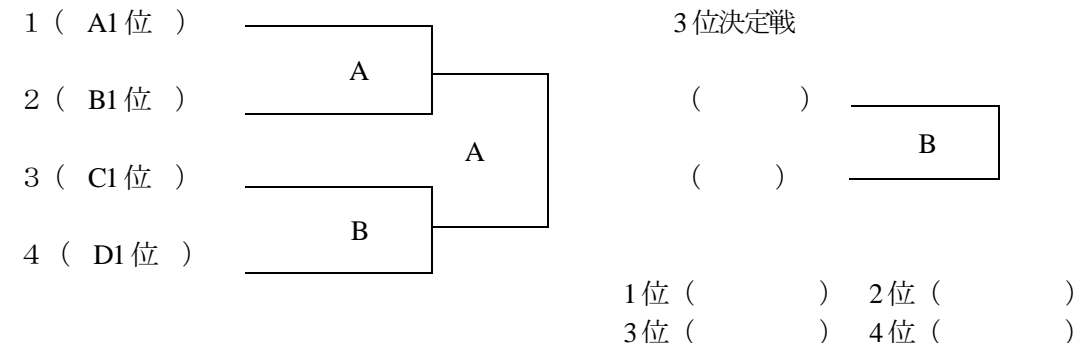 1（ A1位 ）
A
2（ B1位 ）
A
3（ C1位 ）
B
4（ D1位 ）
3位決定戦
（ ）
B
（ ）
1位（ ） 2位（ ）
3位（ ） 4位（ ）